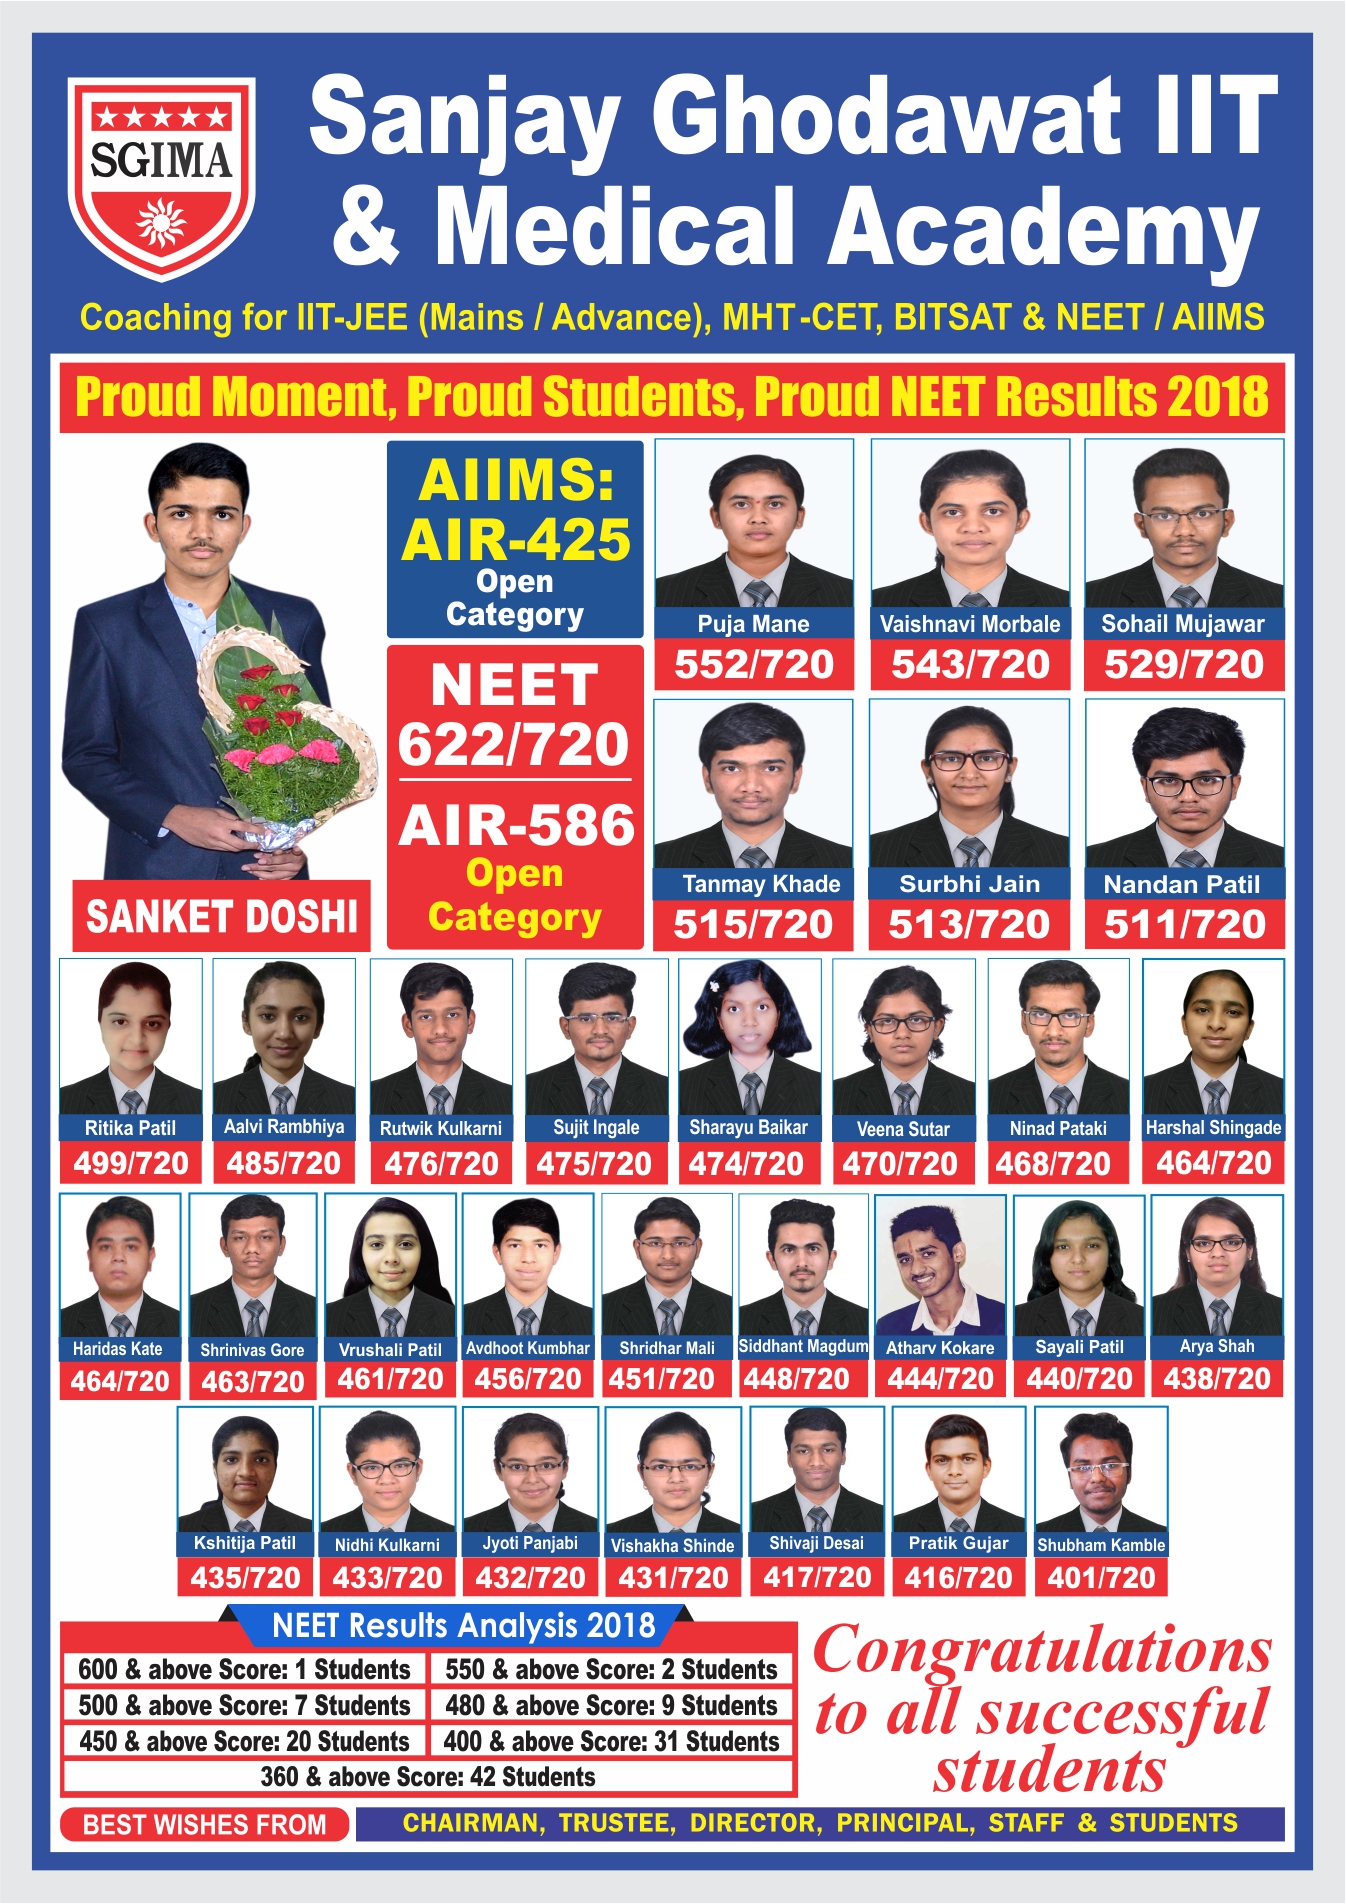 SGIMA
Sanjay Ghodawat IIT
& Medical Academy
Coaching for IIT-JEE (Mains / Advance), MHT-CET, BITSAT & NEET / AIIMS
Proud Moment, Proud Students, Proud NEET Results 2018
AIIMS:
AIR-425
Open
Category
NEET
622/720
AIR-586
Open
Category
SANKET DOSHI
Puja Mane
552/720
Vaishnavi Morbale
543/720
Sohail Mujawar
529/720
Tanmay Khade
515/720
Surbhi Jain
513/720
Nandan Patil
511/720
Ritika Patil
499/720
Aalvi Rambhiya
485/720
Rutwik Kulkarni
476/720
Sujit Ingale
475/720
Sharayu Baikar
474/720
Veena Sutar
470/720
Ninad Pataki
468/720
Harshal Shingade
464/720
Haridas Kate
464/720
Shrinivas Gore
463/720
Vrushali Patil
461/720
Avdhoot Kumbhar
456/720
Shridhar Mali
451/720
Siddhant Magdum
448/720
Atharv Kokare
444/720
Sayali Patil
440/720
Arya Shah
438/720
Kshitija Patil
435/720
Nidhi Kulkarni
433/720
Jyoti Panjabi
432/720
Vishakha Shinde
431/720
Shivaji Desai
417/720
Pratik Gujar
416/720
Shubham Kamble
401/720
NEET Results Analysis 2018
600 & above Score: 1 Students
550 & above Score: 2 Students
500 & above Score: 7 Students
480 & above Score: 9 Students
450 & above Score: 20 Students
400 & above Score: 31 Students
360 & above Score: 42 Students
Congratulations
to all successful
students
BEST WISHES FROM
CHAIRMAN, TRUSTEE, DIRECTOR, PRINCIPAL, STAFF & STUDENTS